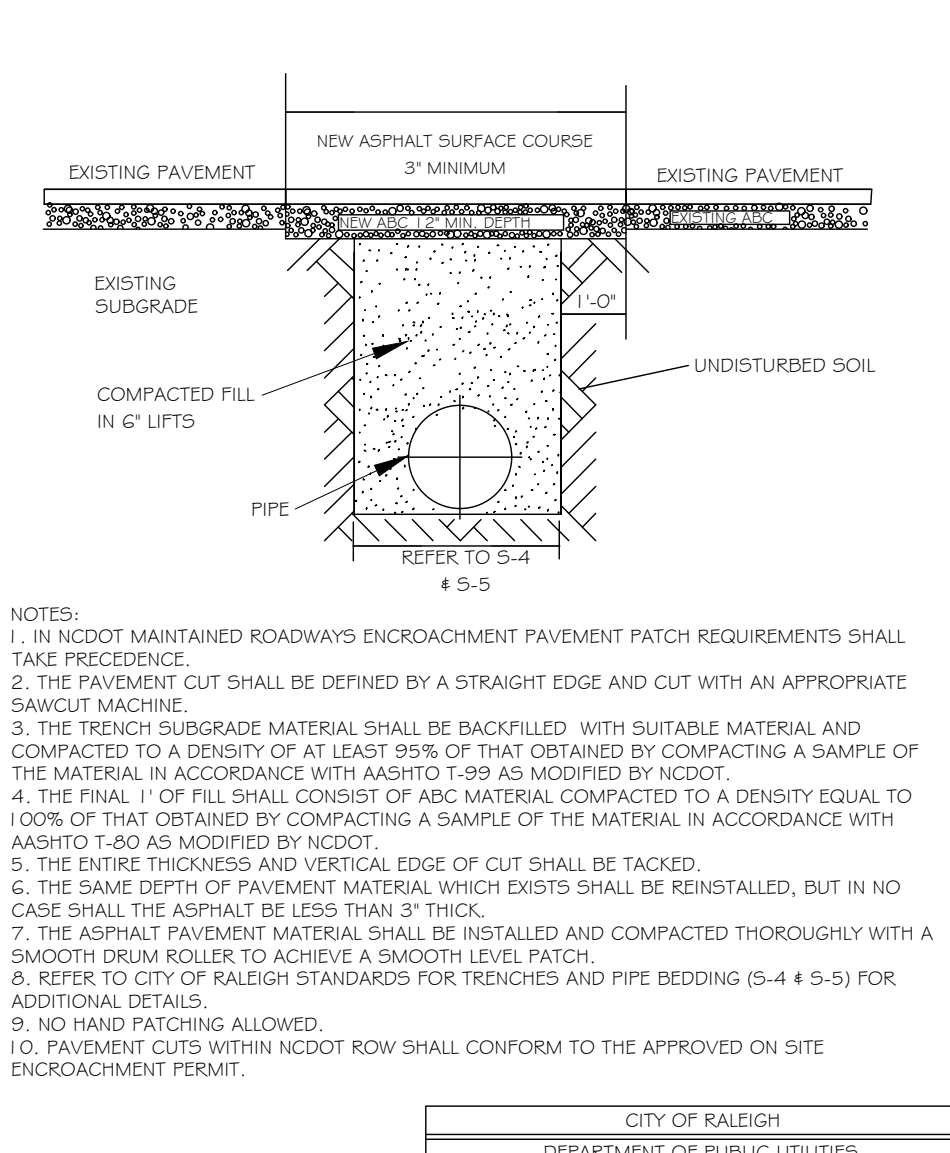 NEW ASPHALT SURFACE COURSE
3" MINIMUM
EXISTING PAVEMENT
EXISTING PAVEMENT
NEW ABC 12" MIN. DEPTH
EXISTING ABC
EXISTING
SUBGRADE
1'-0"
UNDISTURBED SOIL
COMPACTED FILL
IN 6" LIFTS
PIPE
REFER TO S-4
& S-5
NOTES:
1. IN NCDOT MAINTAINED ROADWAYS ENCROACHMENT PAVEMENT PATCH REQUIREMENTS SHALL
TAKE PRECEDENCE.
2. THE PAVEMENT CUT SHALL BE DEFINED BY A STRAIGHT EDGE AND CUT WITH AN APPROPRIATE
SAWCUT MACHINE.
3. THE TRENCH SUBGRADE MATERIAL SHALL BE BACKFILLED WITH SUITABLE MATERIAL AND
COMPACTED TO A DENSITY OF AT LEAST 95% OF THAT OBTAINED BY COMPACTING A SAMPLE OF
THE MATERIAL IN ACCORDANCE WITH AASHTO T-99 AS MODIFIED BY NCDOT.
4. THE FINAL 1' OF FILL SHALL CONSIST OF ABC MATERIAL COMPACTED TO A DENSITY EQUAL TO
100% OF THAT OBTAINED BY COMPACTING A SAMPLE OF THE MATERIAL IN ACCORDANCE WITH
AASHTO T-80 AS MODIFIED BY NCDOT.
5. THE ENTIRE THICKNESS AND VERTICAL EDGE OF CUT SHALL BE TACKED.
6. THE SAME DEPTH OF PAVEMENT MATERIAL WHICH EXISTS SHALL BE REINSTALLED, BUT IN NO
CASE SHALL THE ASPHALT BE LESS THAN 3" THICK.
7. THE ASPHALT PAVEMENT MATERIAL SHALL BE INSTALLED AND COMPACTED THOROUGHLY WITH A
SMOOTH DRUM ROLLER TO ACHIEVE A SMOOTH LEVEL PATCH.
8. REFER TO CITY OF RALEIGH STANDARDS FOR TRENCHES AND PIPE BEDDING (S-4 & S-5) FOR
ADDITIONAL DETAILS.
9. NO HAND PATCHING ALLOWED.
10. PAVEMENT CUTS WITHIN NCDOT ROW SHALL CONFORM TO THE APPROVED ON SITE
ENCROACHMENT PERMIT.
CITY OF RALEIGH
DEPARTMENT OF PUBLIC UTILITIES